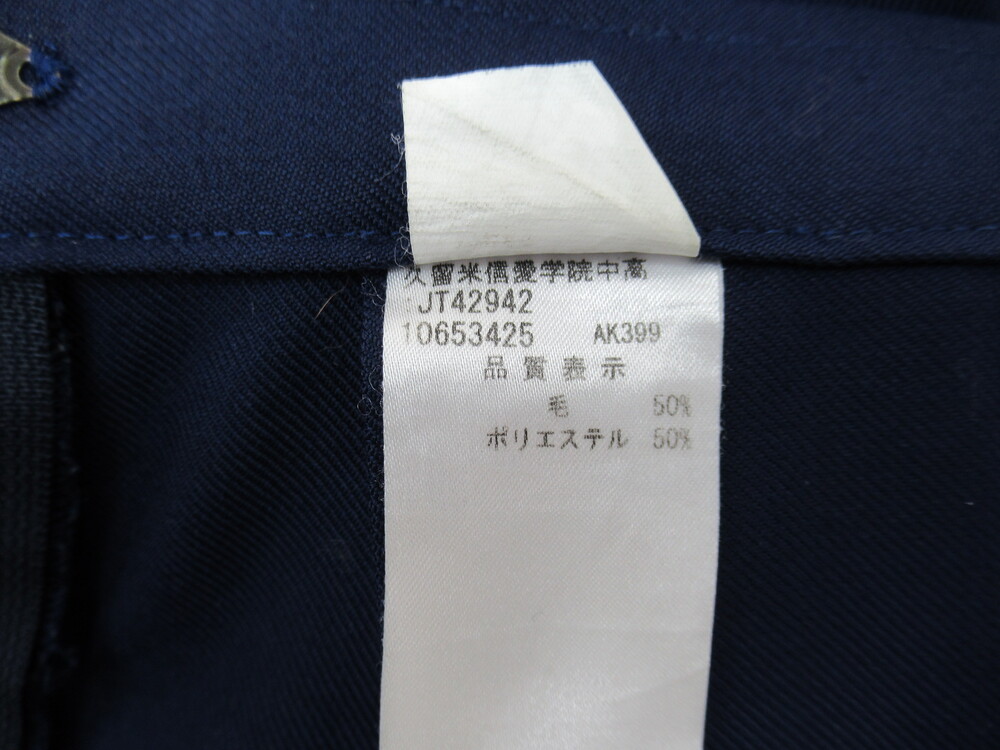 久留米信愛学院中高
:JT42942
10653425 AK399
品質表示
毛 50%
ポリエステル 50%